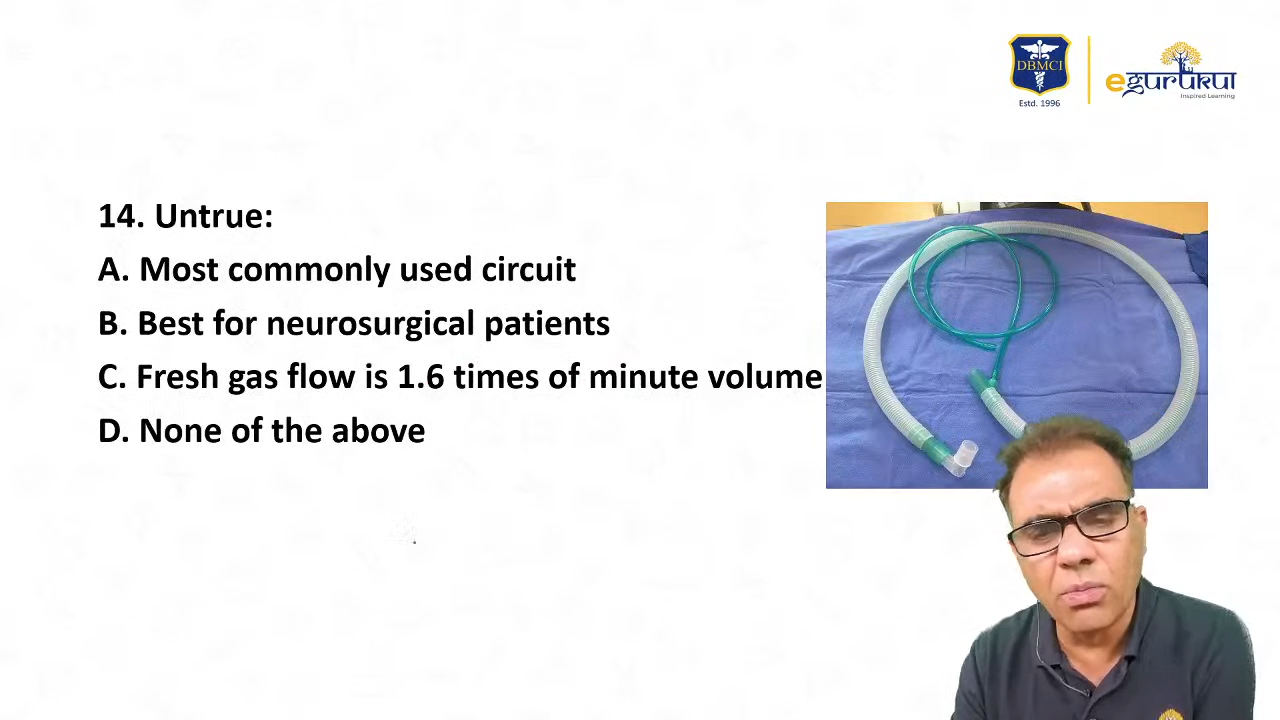 DBMCI
Estd. 1996
egurukul
Inspired Learning
14. Untrue:
A. Most commonly used circuit
B. Best for neurosurgical patients
C. Fresh gas flow is 1.6 times of minute volume
D. None of the above